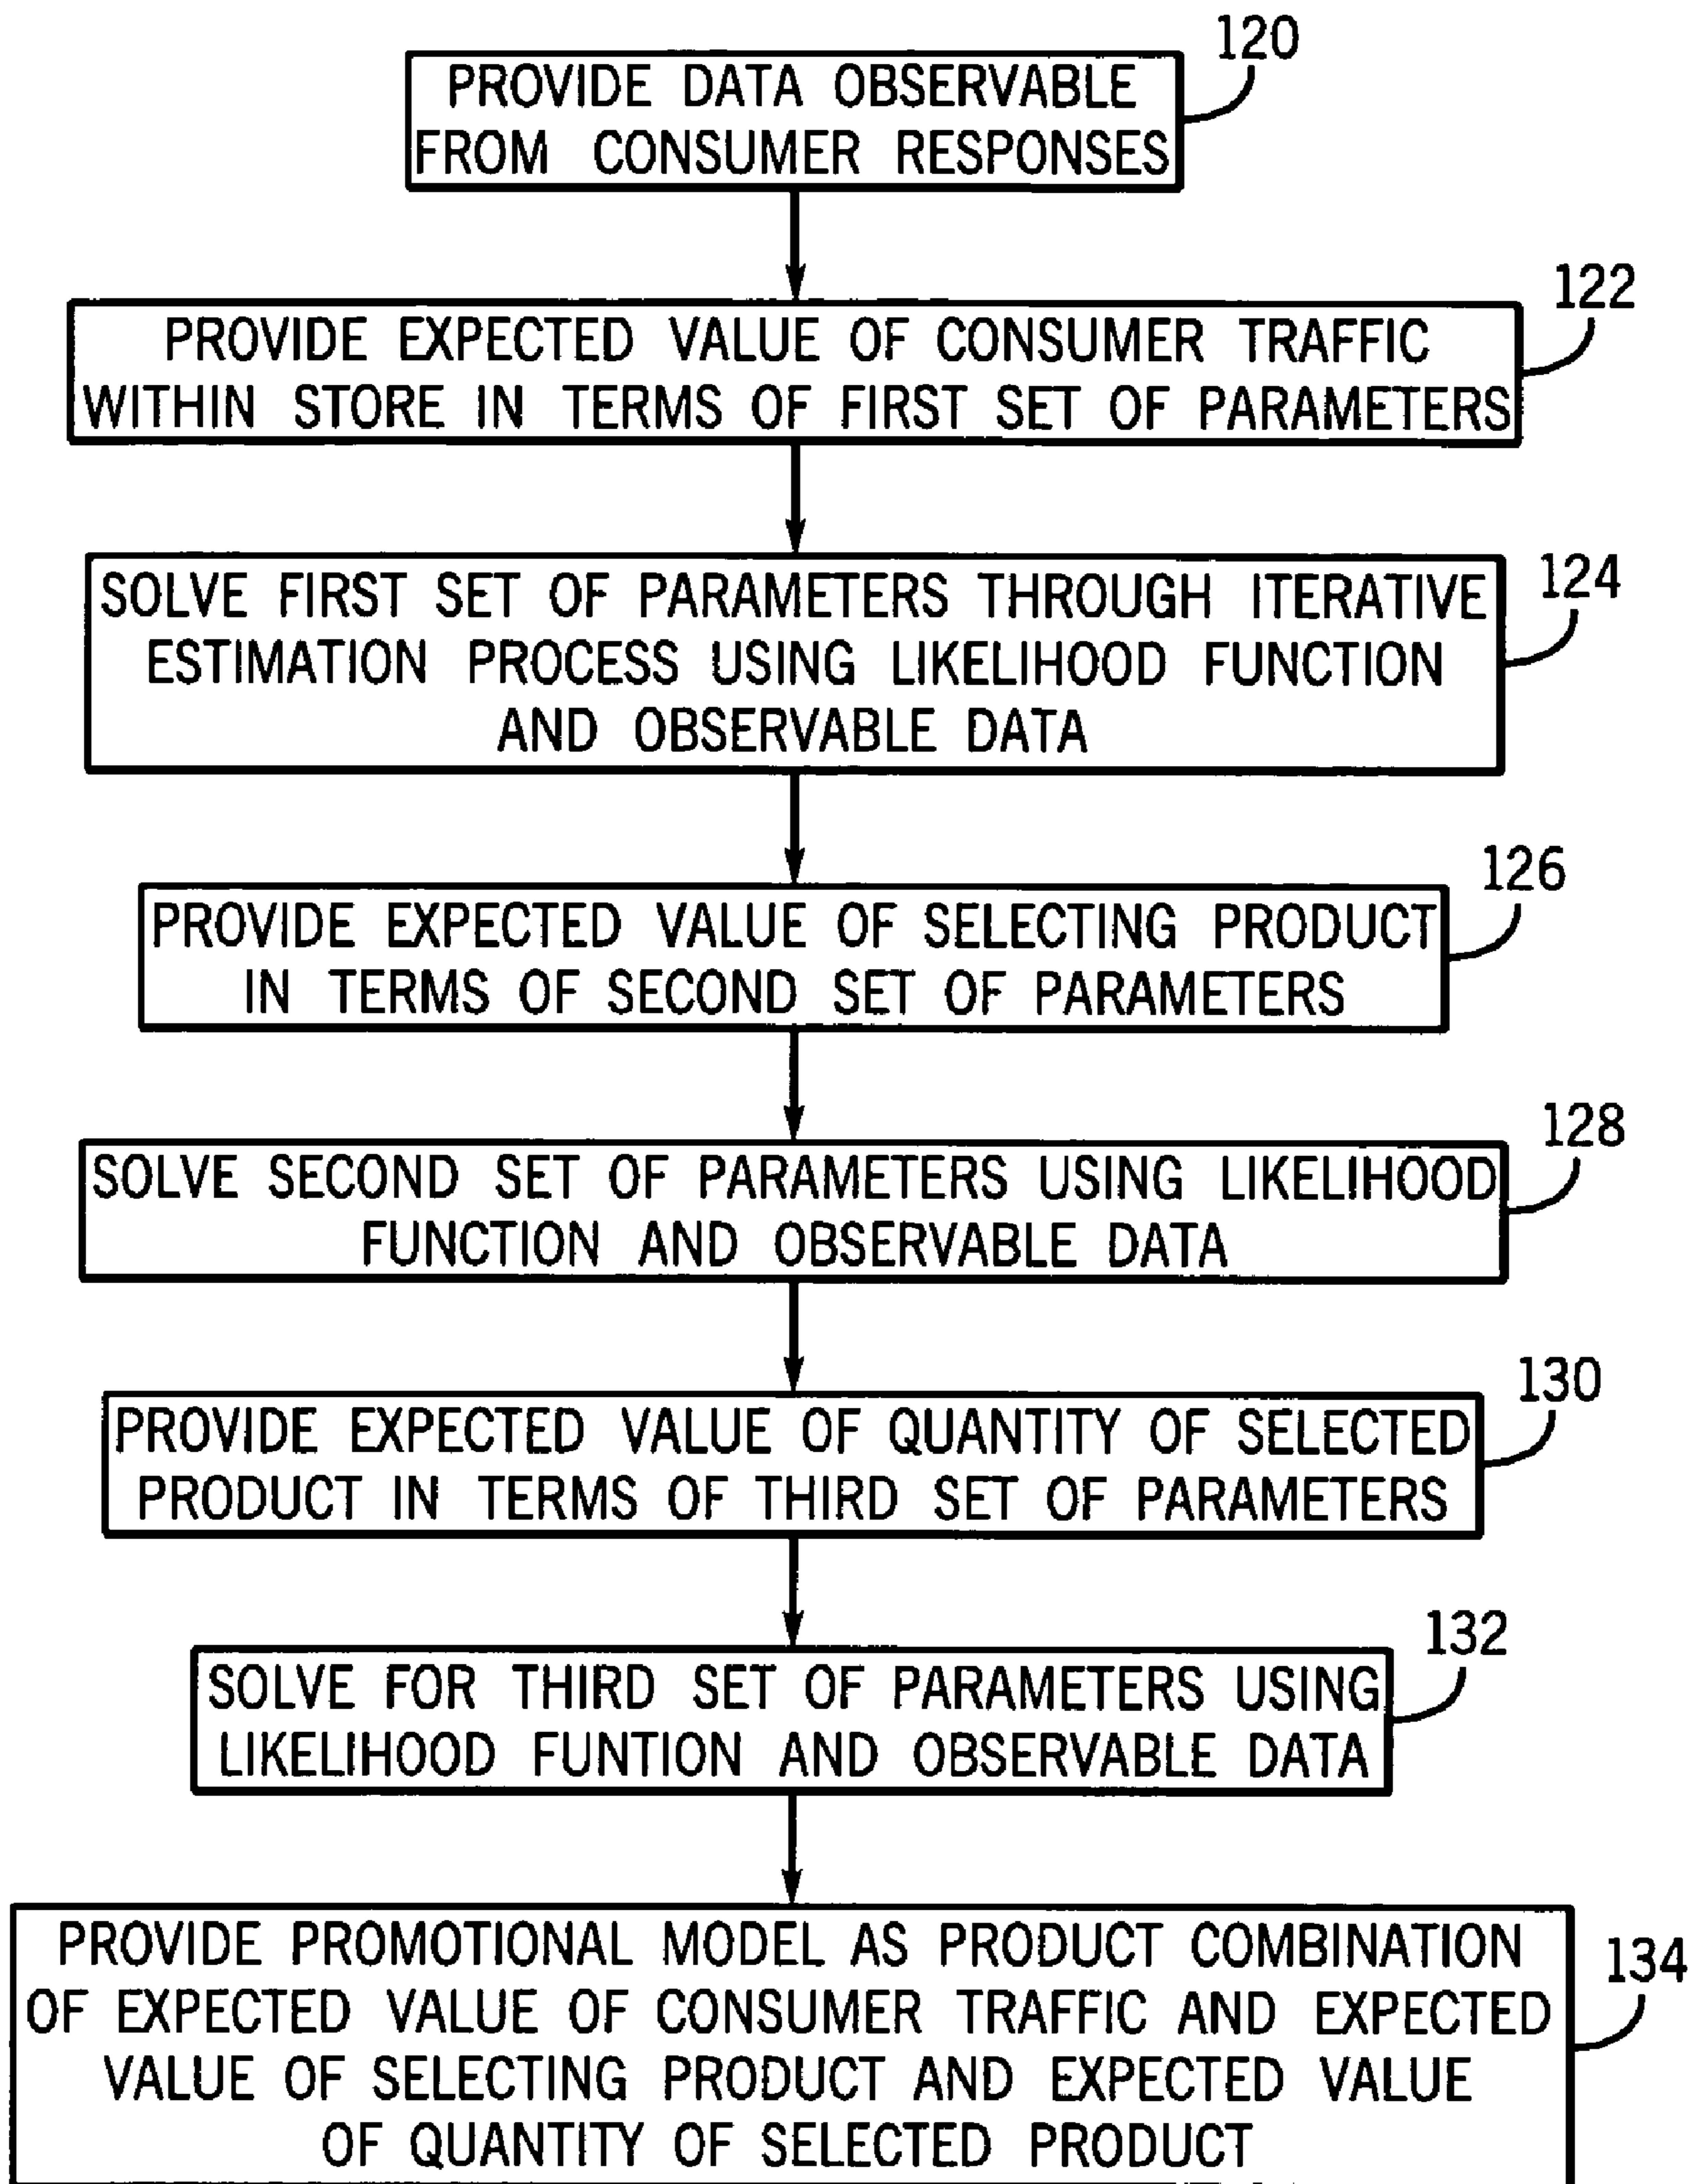 120
PROVIDE DATA OBSERVABLE
FROM CONSUMER RESPONSES
122
PROVIDE EXPECTED VALUE OF CONSUMER TRAFFIC
WITHIN STORE IN TERMS OF FIRST SET OF PARAMETERS
124
SOLVE FIRST SET OF PARAMETERS THROUGH ITERATIVE
ESTIMATION PROCESS USING LIKELIHOOD FUNCTION
AND OBSERVABLE DATA
126
PROVIDE EXPECTED VALUE OF SELECTING PRODUCT
IN TERMS OF SECOND SET OF PARAMETERS
128
SOLVE SECOND SET OF PARAMETERS USING LIKELIHOOD
FUNCTION AND OBSERVABLE DATA
130
PROVIDE EXPECTED VALUE OF QUANTITY OF SELECTED
PRODUCT IN TERMS OF THIRD SET OF PARAMETERS
132
SOLVE FOR THIRD SET OF PARAMETERS USING
LIKELIHOOD FUNTION AND OBSERVABLE DATA
134
PROVIDE PROMOTIONAL MODEL AS PRODUCT COMBINATION
OF EXPECTED VALUE OF CONSUMER TRAFFIC AND EXPECTED
VALUE OF SELECTING PRODUCT AND EXPECTED VALUE
OF QUANTITY OF SELECTED PRODUCT